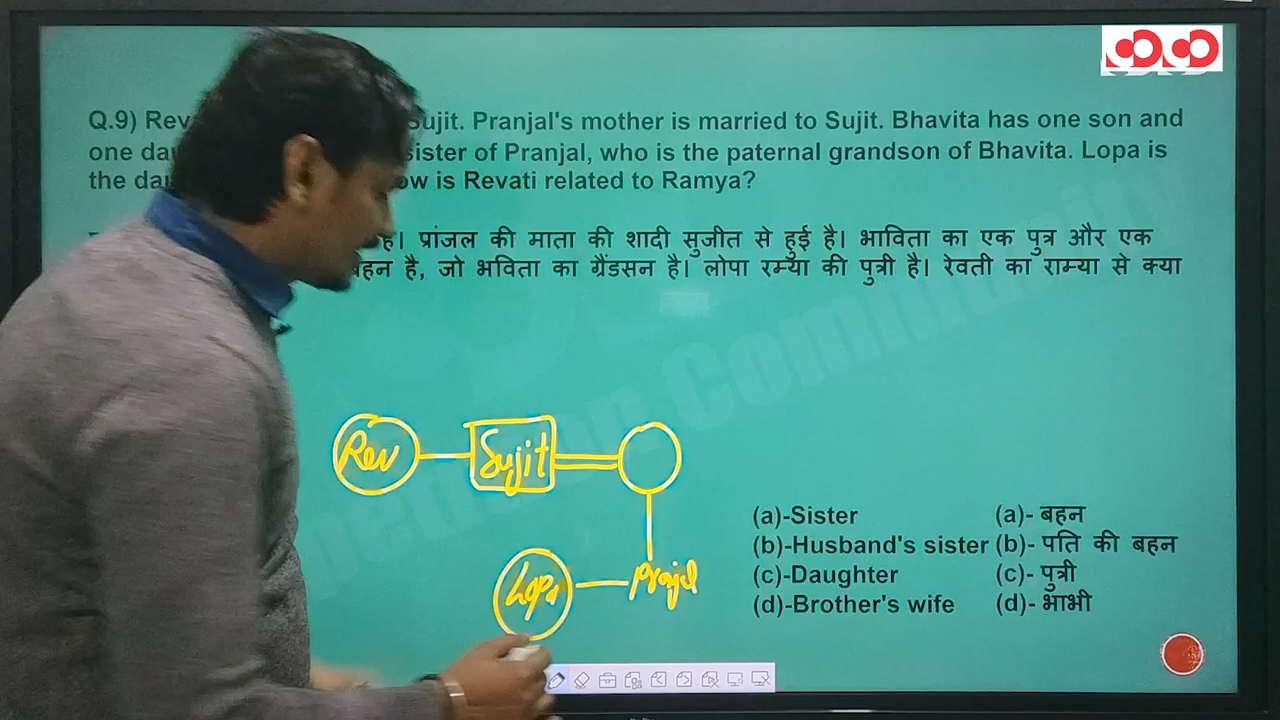 Q.9) Rev Sujit. Pranjal's mother is married to Sujit. Bhavita has one son and
one da sister of Pranjal, who is the paternal grandson of Bhavita. Lopa is
the da ow is Revati related to Ramya?
है। प्रांजल की माता की शादी सुजीत से हुई है। भाविता का एक पुत्र और एक
बहन है, जो भविता का ग्रैंडसन है। लोपा रम्या की पुत्री है। रेवती का राम्या से क्या
Rev Sujit
Lopa Prajl
(a)-Sister (a)- बहन
(b)-Husband's sister (b)- पति की बहन
(c)-Daughter (c)- पुत्री
(d)-Brother's wife (d)- भाभी